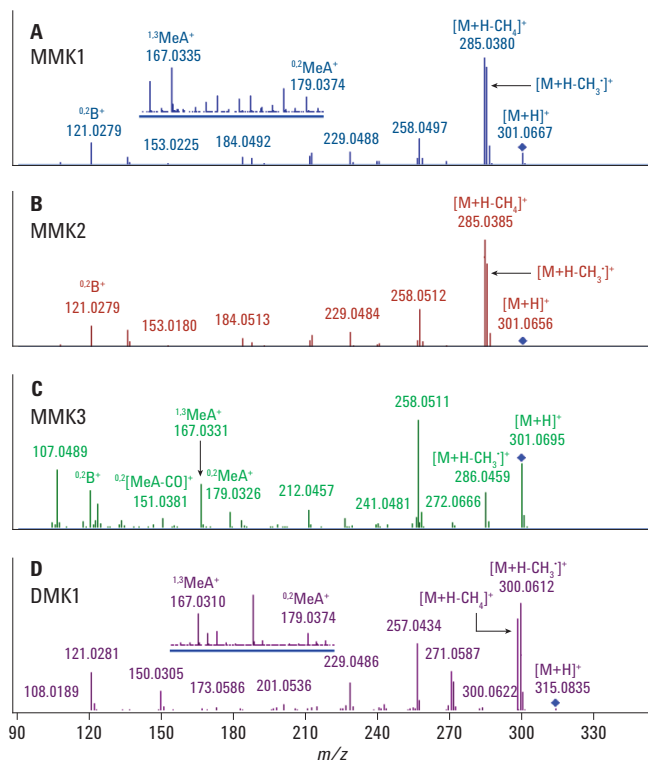 A
MMK1
1,3MeA+
167.0335
0,2MeA+
179.0374
[M+H-CH4]+
285.0380
[M+H-CH3·]+
[M+H]+
301.0667
0,2B+
121.0279
153.0225
184.0492
229.0488
258.0497
B
MMK2
[M+H-CH4]+
285.0385
[M+H-CH3·]+
[M+H]+
301.0656
0,2B+
121.0279
153.0180
184.0513
229.0484
258.0512
C
MMK3
1,3MeA+
167.0331
258.0511
[M+H]+
301.0695
107.0489
0,2B+
0,2[MeA-CO]+
151.0381
0,2MeA+
179.0326
212.0457
241.0481
[M+H-CH3·]+
286.0459
272.0666
D
DMK1
1,3MeA+
167.0310
0,2MeA+
179.0374
[M+H-CH4]+
[M+H-CH3·]+
300.0612
257.0434
271.0587
[M+H]+
315.0835
121.0281
108.0189
150.0305
173.0586
201.0536
229.0486
300.0622
90 120 150 180 210 240 270 300 330
m/z